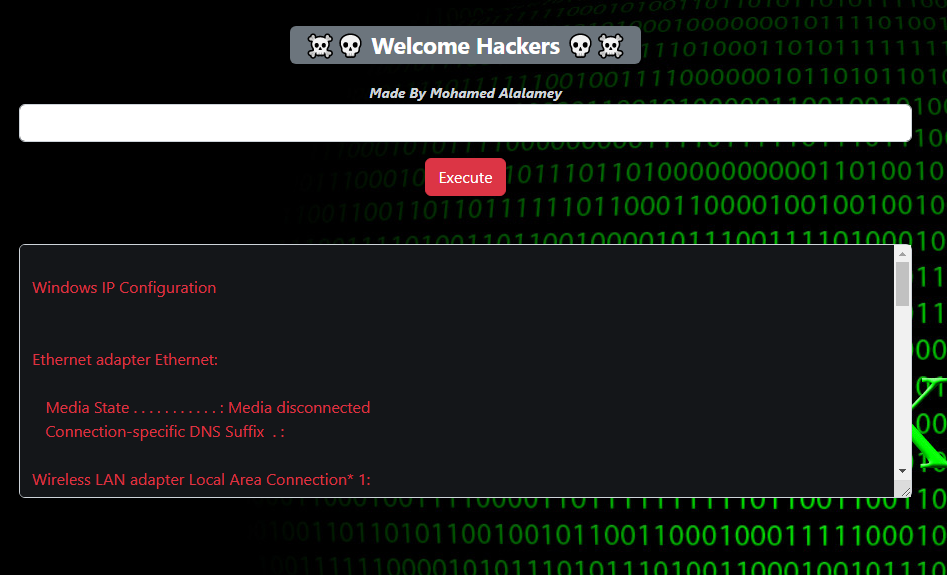 ☠️💀 Welcome Hackers 💀☠️
Made By Mohamed Alalamey
Execute
Windows IP Configuration
Ethernet adapter Ethernet:
Media State . . . . . . . . . . . : Media disconnected
Connection-specific DNS Suffix  . :
Wireless LAN adapter Local Area Connection* 1: